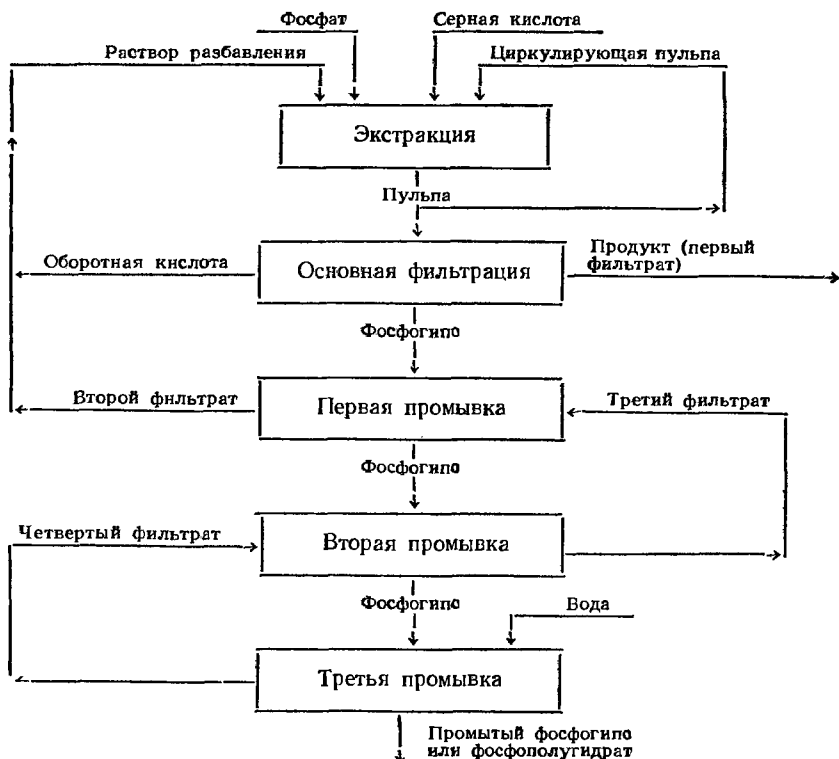 Фосфат
Серная кислота
Раствор разбавления
Циркулирующая пульпа
Экстракция
Пульпа
Оборотная кислота
Основная фильтрация
Продукт (первый
фильтрат)
Фосфогипс
Второй фильтрат
Первая промывка
Третий фильтрат
Фосфогипс
Четвертый фильтрат
Вторая промывка
Фосфогипс
Вода
Третья промывка
Промытый фосфогипс
или фосфополугидрат